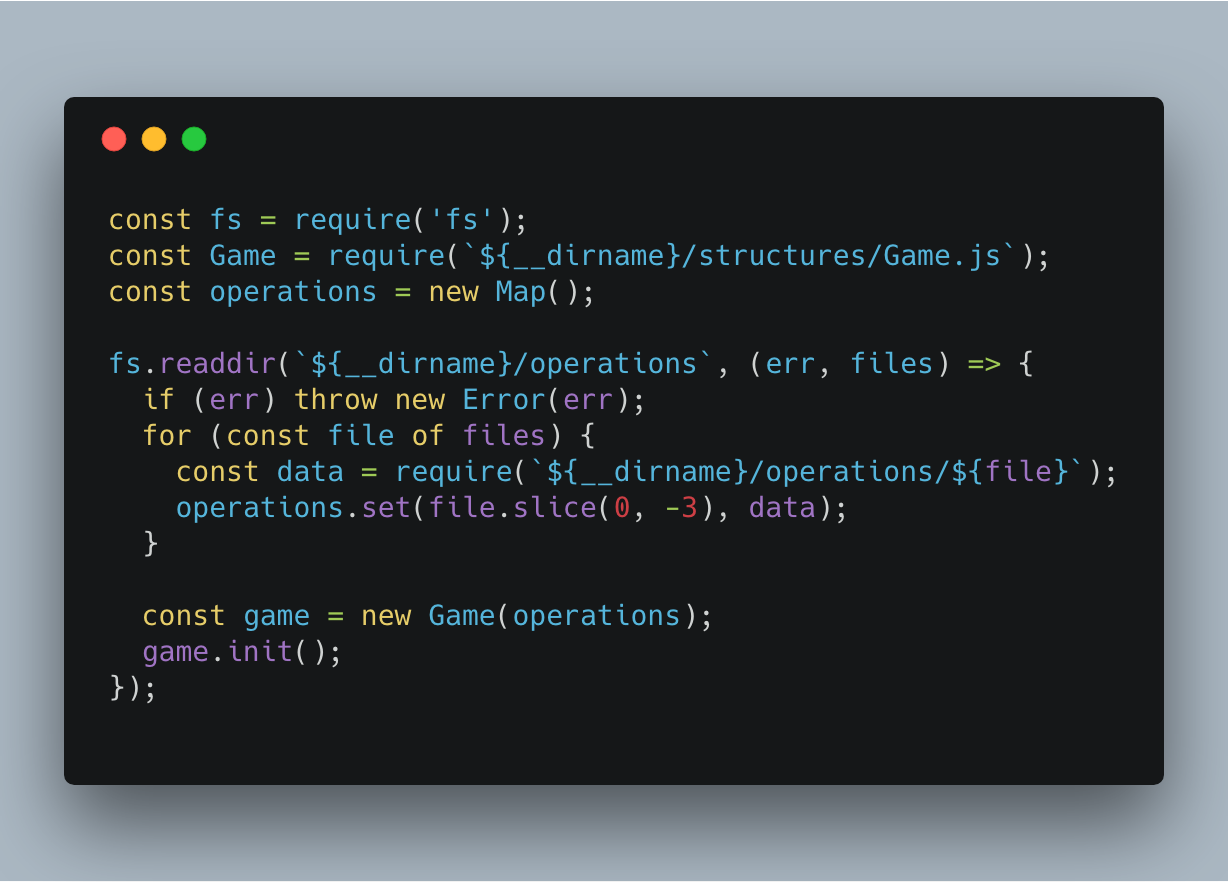 const fs = require('fs');
const Game = require(`${__dirname}/structures/Game.js`);
const operations = new Map();

fs.readdir(`${__dirname}/operations`, (err, files) => {
  if (err) throw new Error(err);
  for (const file of files) {
    const data = require(`${__dirname}/operations/${file}`);
    operations.set(file.slice(0, -3), data);
  }

  const game = new Game(operations);
  game.init();
});